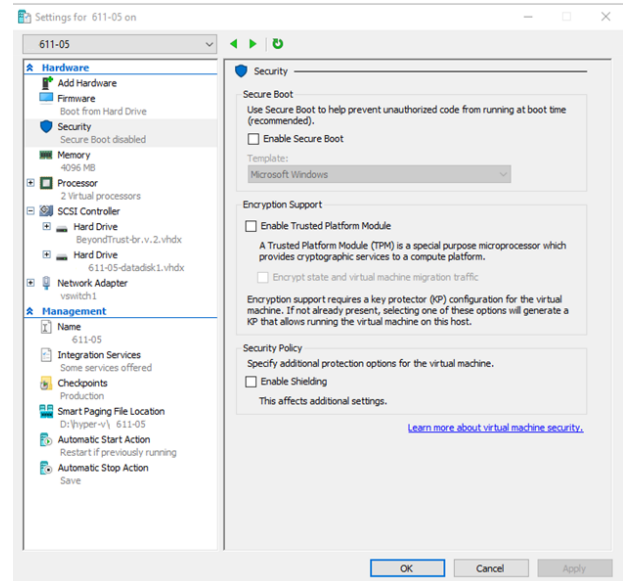 Settings for 611-05 on
611-05
Hardware
Add Hardware
Firmware
Boot from Hard Drive
Security
Secure Boot disabled
Memory
4096 MB
Processor
2 Virtual processors
SCSI Controller
Hard Drive
BeyondTrust-br.v.2.vhdx
Hard Drive
611-05-datadisk1.vhdx
Network Adapter
vswitch1
Management
Name
611-05
Integration Services
Some services offered
Checkpoints
Production
Smart Paging File Location
D:\hyper-v\ 611-05
Automatic Start Action
Restart if previously running
Automatic Stop Action
Save
Security
Secure Boot
Use Secure Boot to help prevent unauthorized code from running at boot time
(recommended).
Enable Secure Boot
Template:
Microsoft Windows
Encryption Support
Enable Trusted Platform Module
A Trusted Platform Module (TPM) is a special purpose microprocessor which
provides cryptographic services to a compute platform.
Encrypt state and virtual machine migration traffic
Encryption support requires a key protector (KP) configuration for the virtual
machine. If not already present, selecting one of these options will generate a
KP that allows running the virtual machine on this host.
Security Policy
Specify additional protection options for the virtual machine.
Enable Shielding
This affects additional settings.
Learn more about virtual machine security.
OK
Cancel
Apply